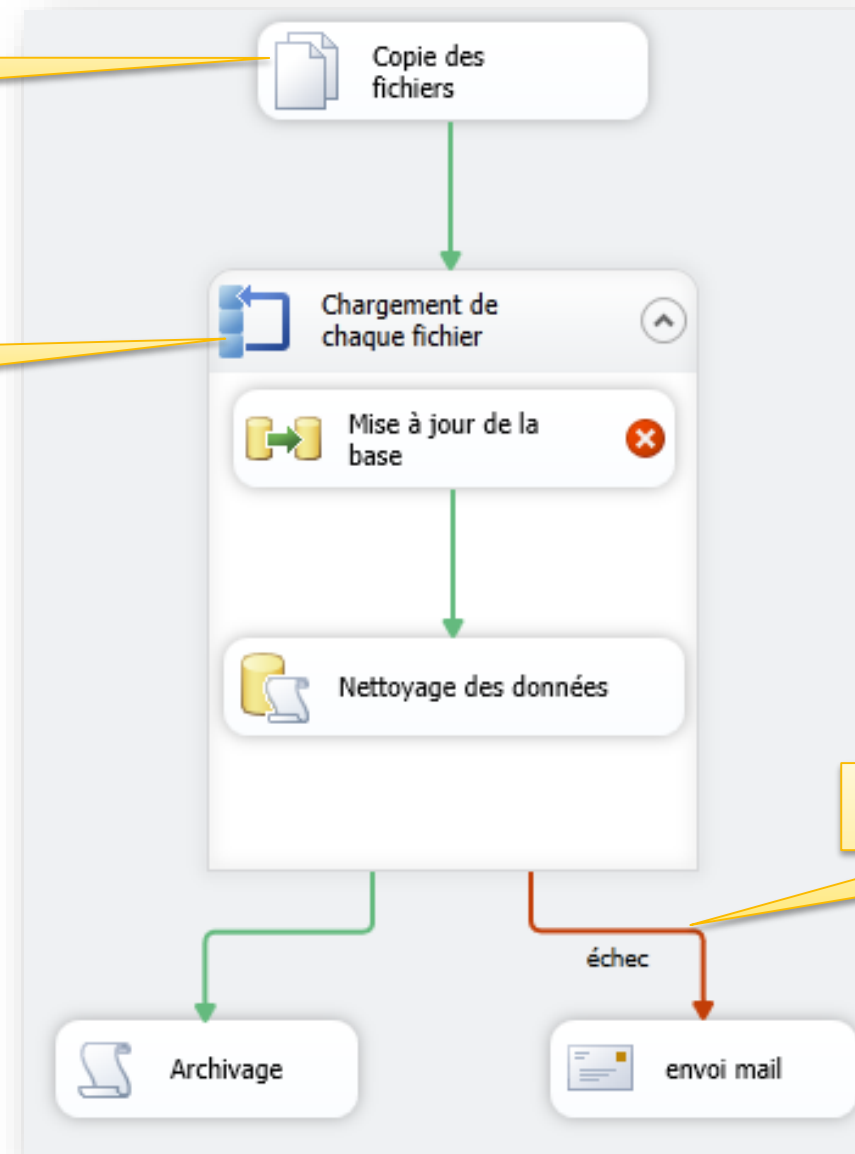 Copie des
fichiers
Chargement de
chaque fichier
Mise à jour de la
base
Nettoyage des données
échec
Archivage
envoi mail